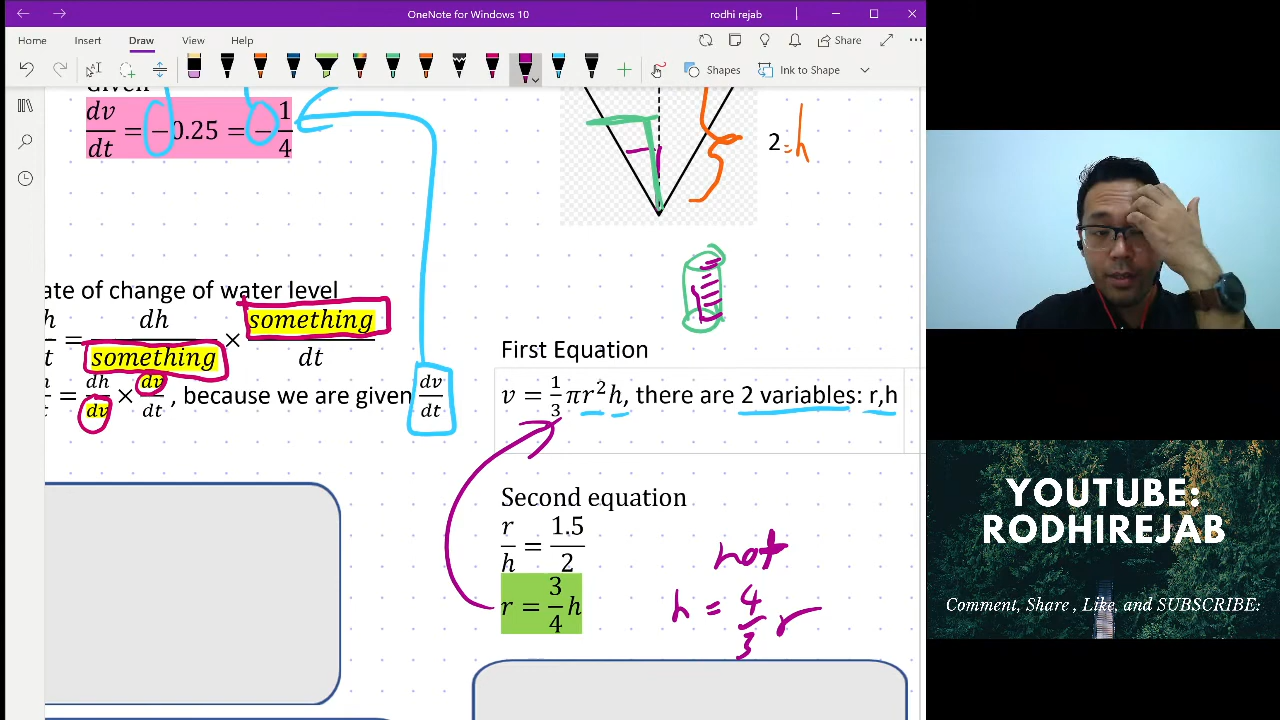 OneNote for Windows 10
rodhi rejab
Home Insert Draw View Help
Share
Shapes
Ink to Shape
Given
dv/dt = −0.25 = −1/4
2 = h
ate of change of water level
h/t = dh/something × something/dt
h/t = dh/dv × dv/dt , because we are given dv/dt
First Equation
v = 1/3 πr²h, there are 2 variables: r,h
Second equation
r/h = 1.5/2
r = 3/4 h
not
h = 4/3 r
YOUTUBE:
RODHIREJAB
Comment, Share , Like, and SUBSCRIBE: